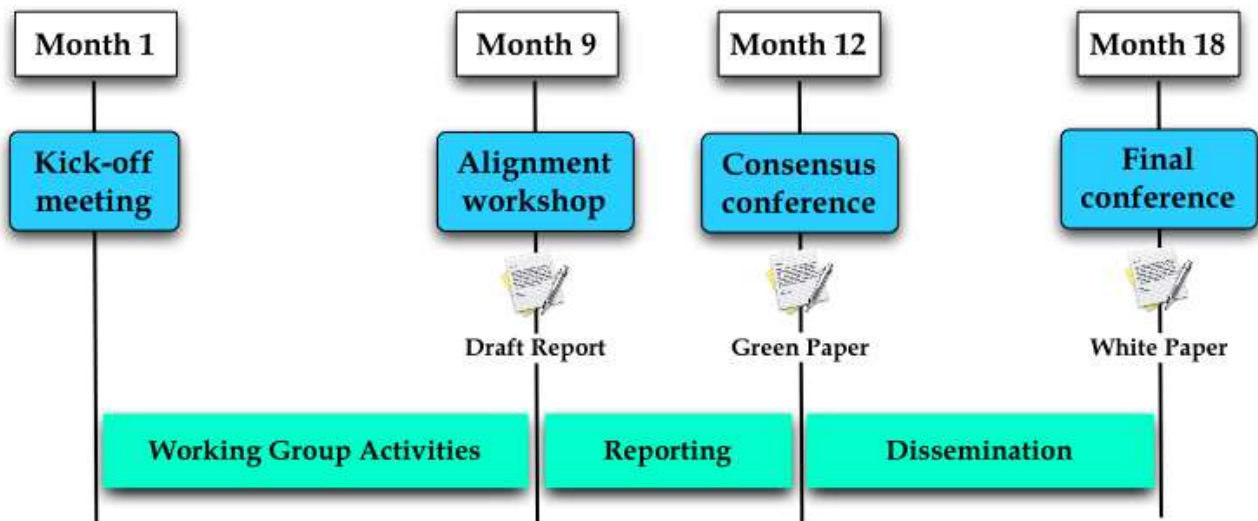 Month 1
Month 9
Month 12
Month 18
Kick-off
meeting
Alignment
workshop
Consensus
conference
Final
conference
Draft Report
Green Paper
White Paper
Working Group Activities
Reporting
Dissemination